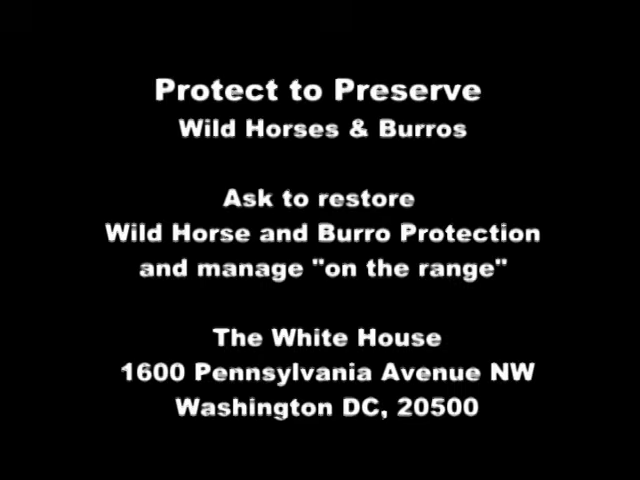 Protect to Preserve
Wild Horses & Burros
Ask to restore
Wild Horse and Burro Protection
and manage "on the range"
The White House
1600 Pennsylvania Avenue NW
Washington DC, 20500